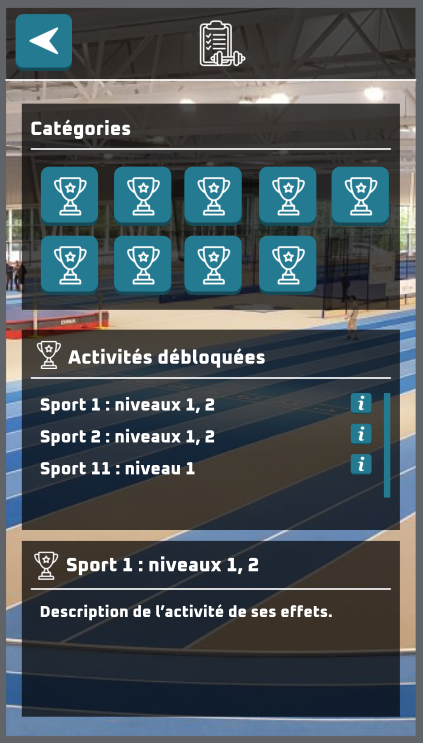 Catégories
Activités débloquées
Sport 1 : niveaux 1, 2
i
Sport 2 : niveaux 1, 2
i
Sport 11 : niveau 1
i
Sport 1 : niveaux 1, 2
Description de l’activité de ses effets.